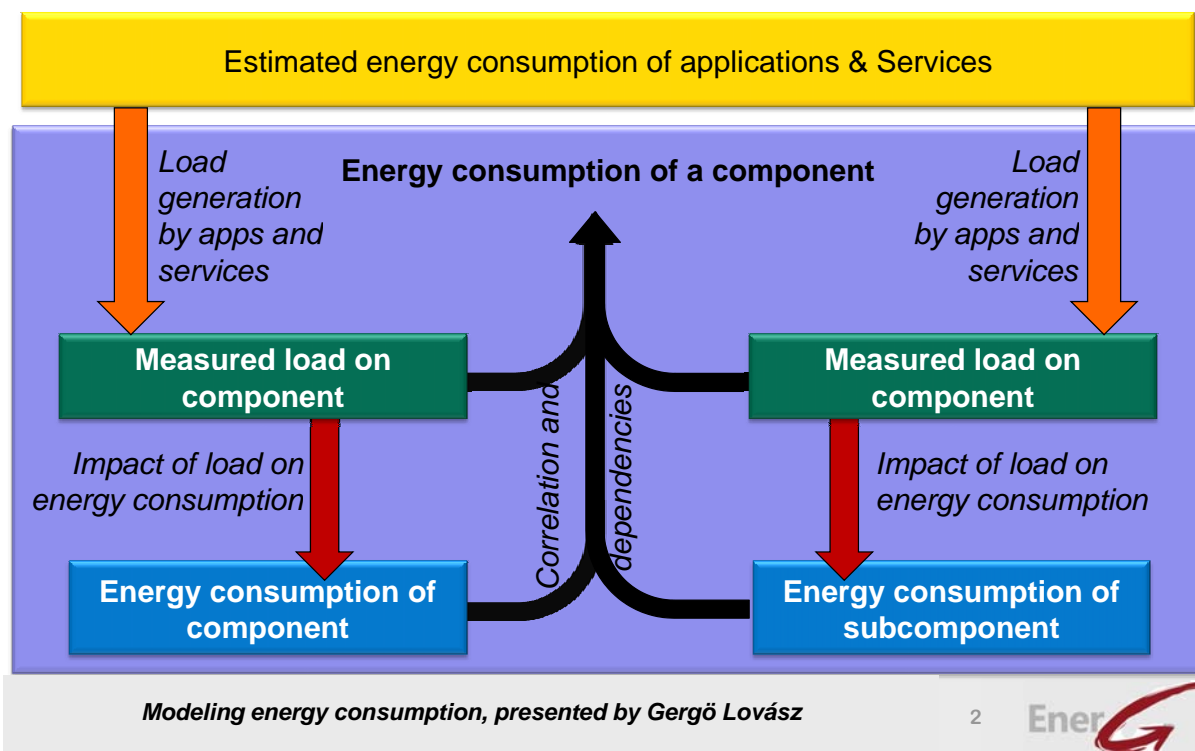 Estimated energy consumption of applications & Services
Load
generation
by apps and
services
Energy consumption of a component
Load
generation
by apps and
services
Measured load on
component
Measured load on
component
Correlation and
dependencies
Impact of load on
energy consumption
Impact of load on
energy consumption
Energy consumption of
component
Energy consumption of
subcomponent
Modeling energy consumption, presented by Gergö Lovász
2
Ener G